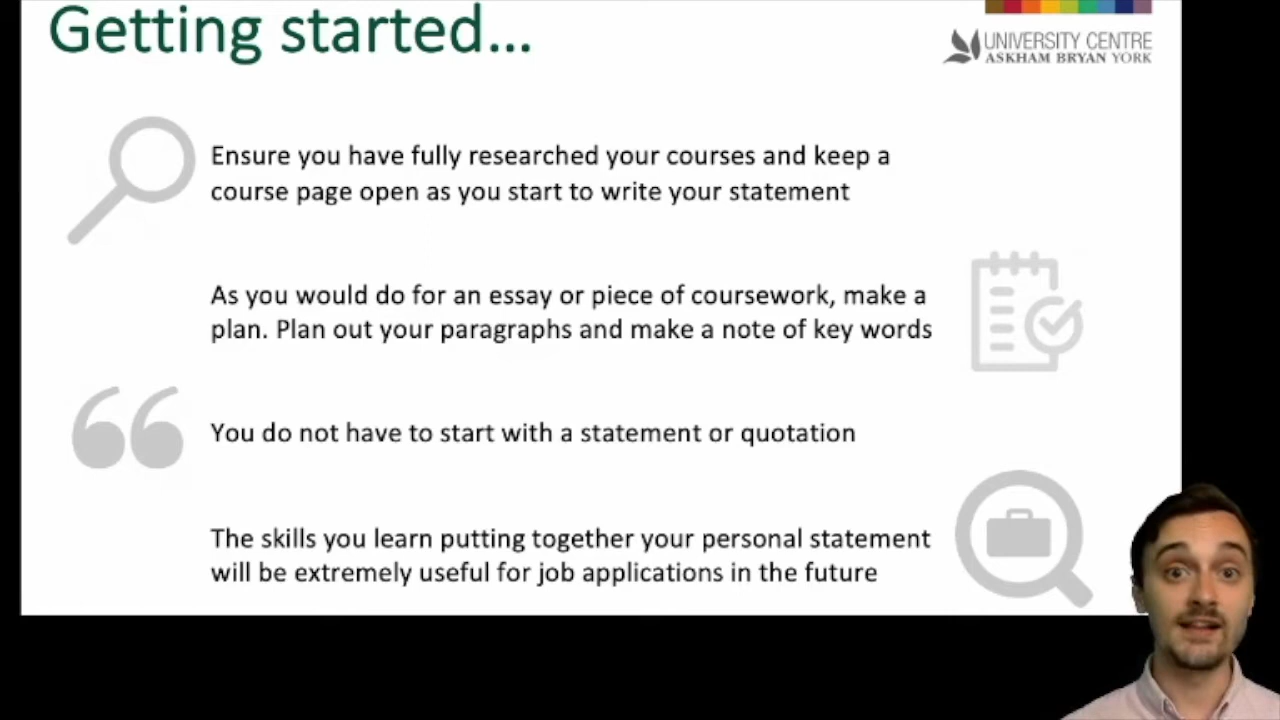 Getting started...
UNIVERSITY CENTRE
ASKHAM BRYAN YORK
Ensure you have fully researched your courses and keep a
course page open as you start to write your statement
As you would do for an essay or piece of coursework, make a
plan. Plan out your paragraphs and make a note of key words
You do not have to start with a statement or quotation
The skills you learn putting together your personal statement
will be extremely useful for job applications in the future